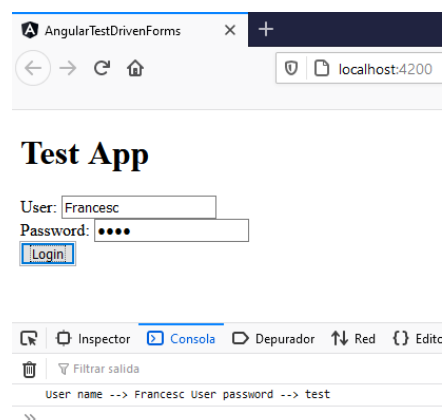 AngularTestDrivenForms
localhost:4200
Test App
User: Francesc
Password: ••••
Login
Inspector Consola Depurador Red {} Edito
Filtrar salida
User name --> Francesc User password --> test